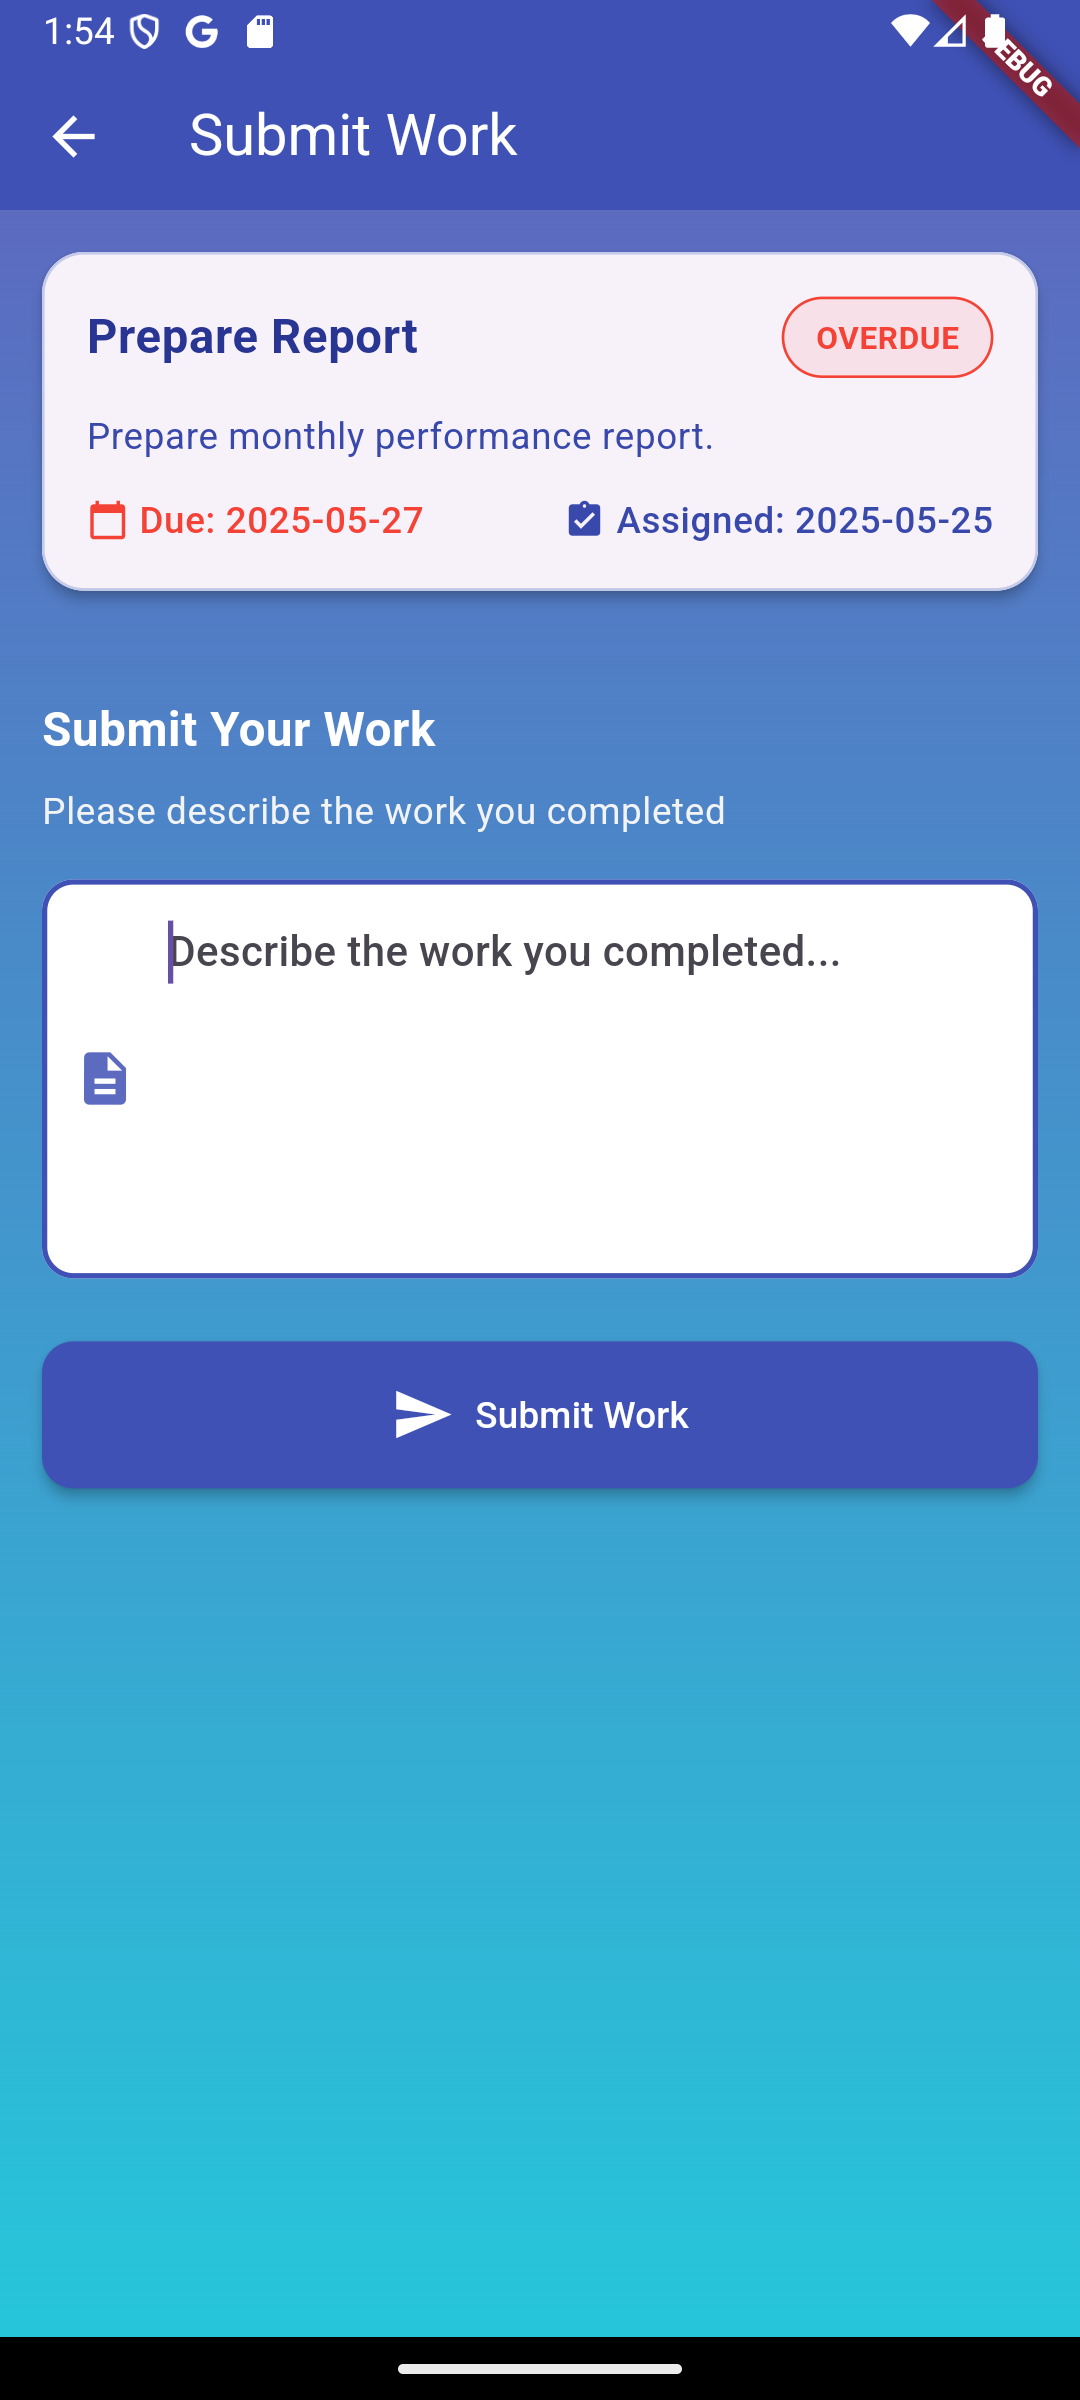 1:54
DEBUG
Submit Work
Prepare Report
OVERDUE
Prepare monthly performance report.
Due: 2025-05-27 Assigned: 2025-05-25
Submit Your Work
Please describe the work you completed
Describe the work you completed...
Submit Work